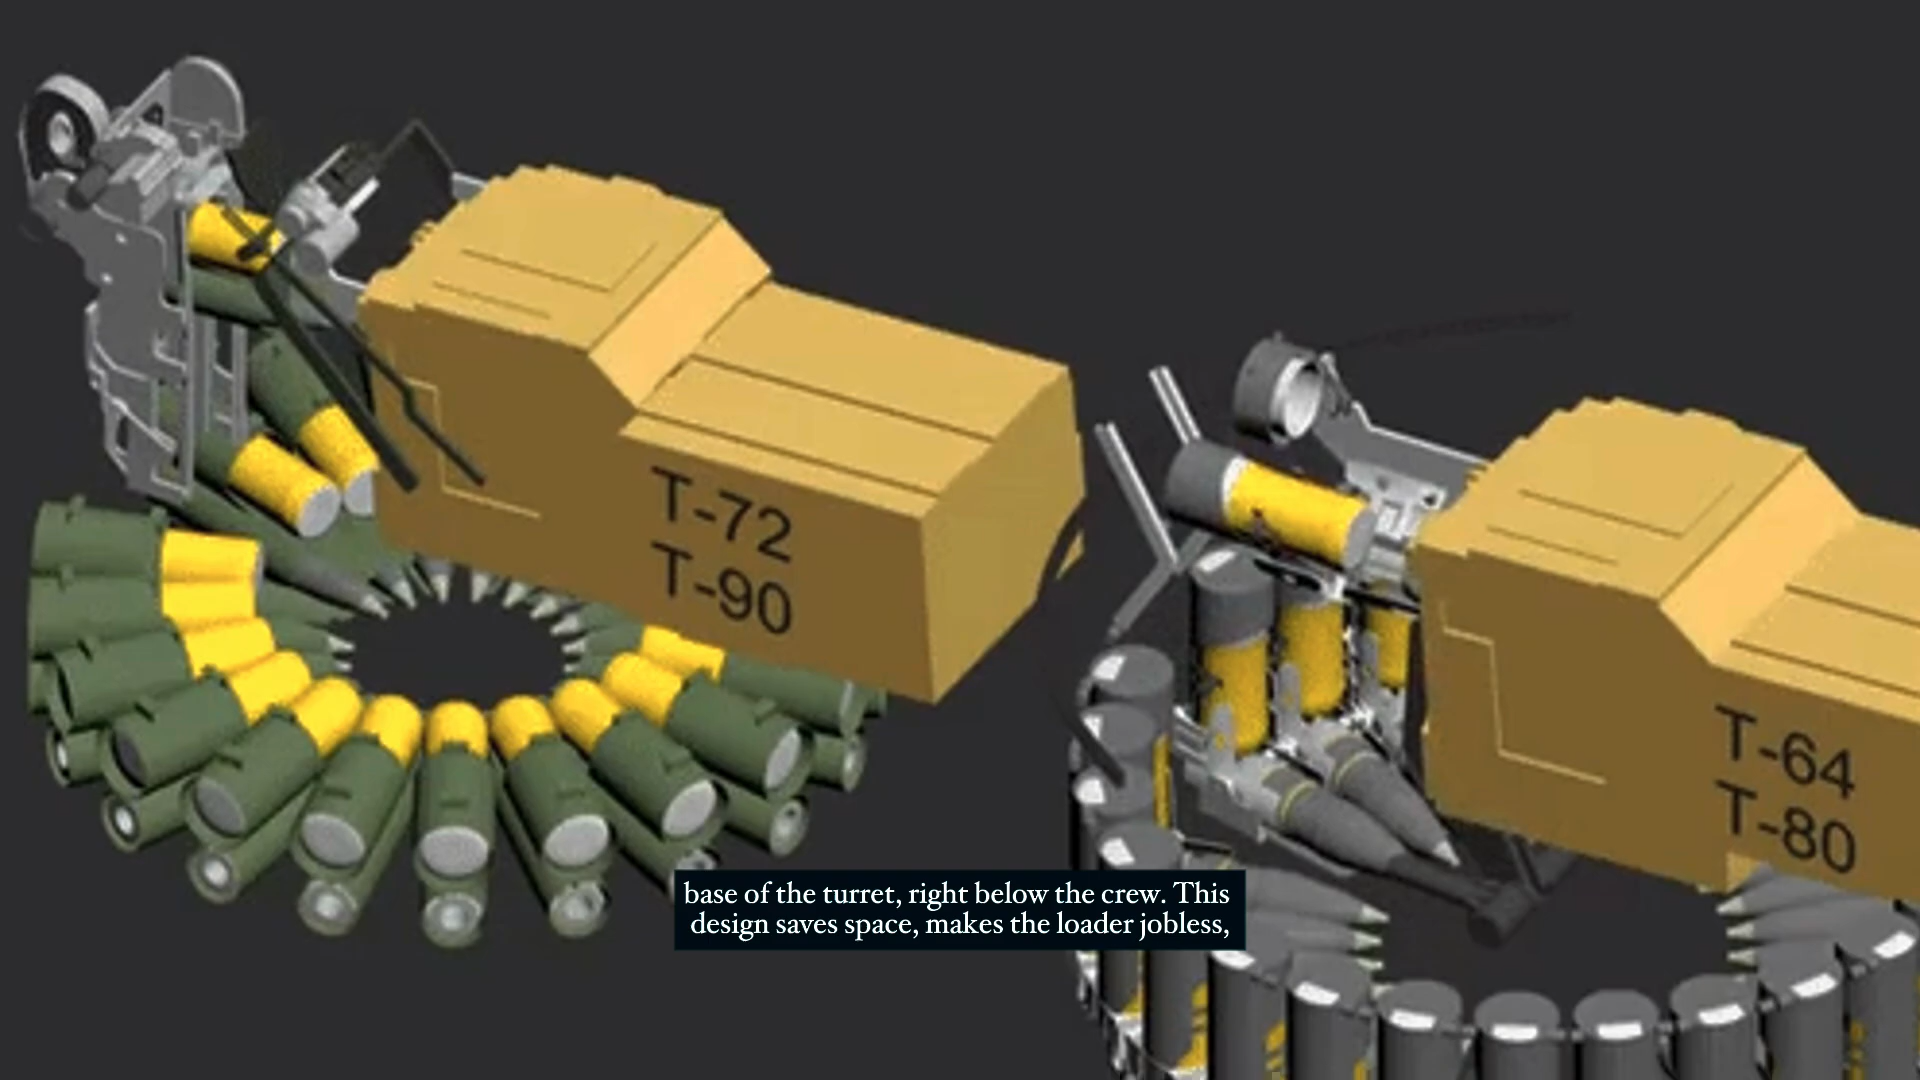 T-72
T-90
T-64
T-80
base of the turret, right below the crew. This
design saves space, makes the loader jobless,